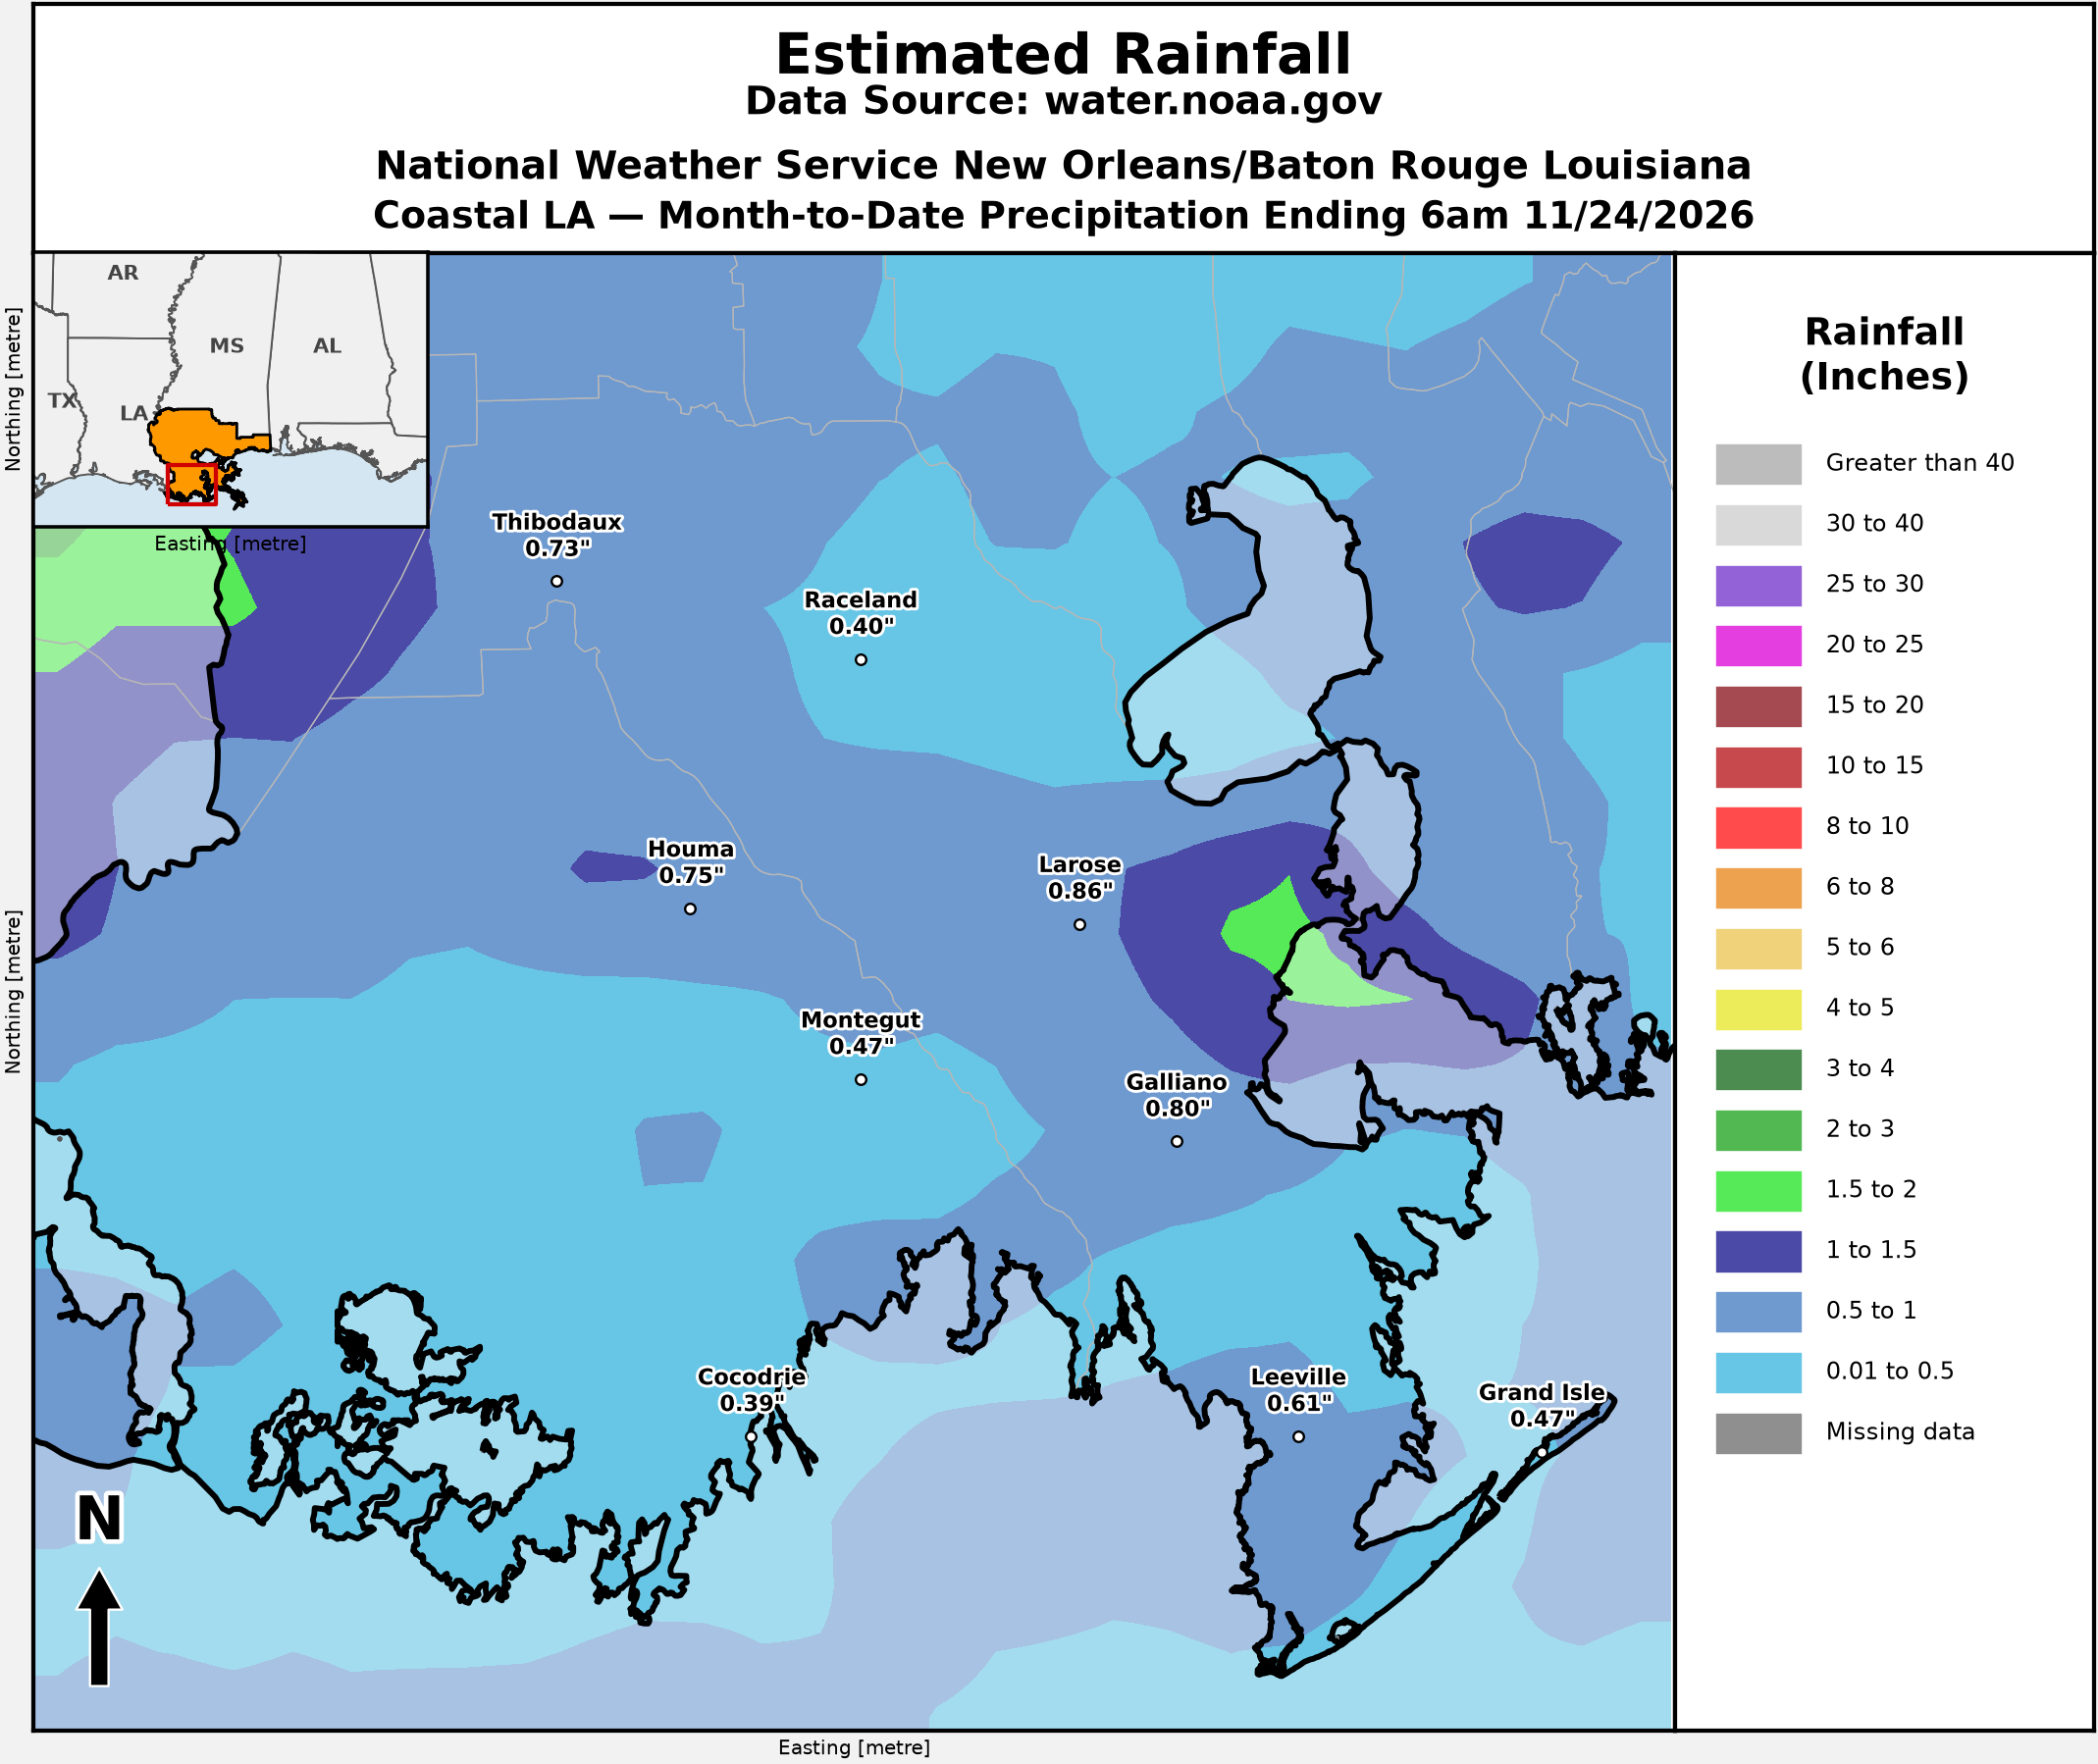 Estimated Rainfall
Data Source: water.noaa.gov
National Weather Service New Orleans/Baton Rouge Louisiana
Coastal LA — Month-to-Date Precipitation Ending 6am 11/24/2026
Northing [metre]
AR
MS
AL
TX
LA
Easting [metre]
Thibodaux
0.73"
Raceland
0.40"
Houma
0.75"
Larose
0.86"
Northing [metre]
Montegut
0.47"
Galliano
0.80"
Cocodrie
0.39"
Leeville
0.61"
Grand Isle
0.47"
N
Easting [metre]
Rainfall
(Inches)
Greater than 40
30 to 40
25 to 30
20 to 25
15 to 20
10 to 15
8 to 10
6 to 8
5 to 6
4 to 5
3 to 4
2 to 3
1.5 to 2
1 to 1.5
0.5 to 1
0.01 to 0.5
Missing data